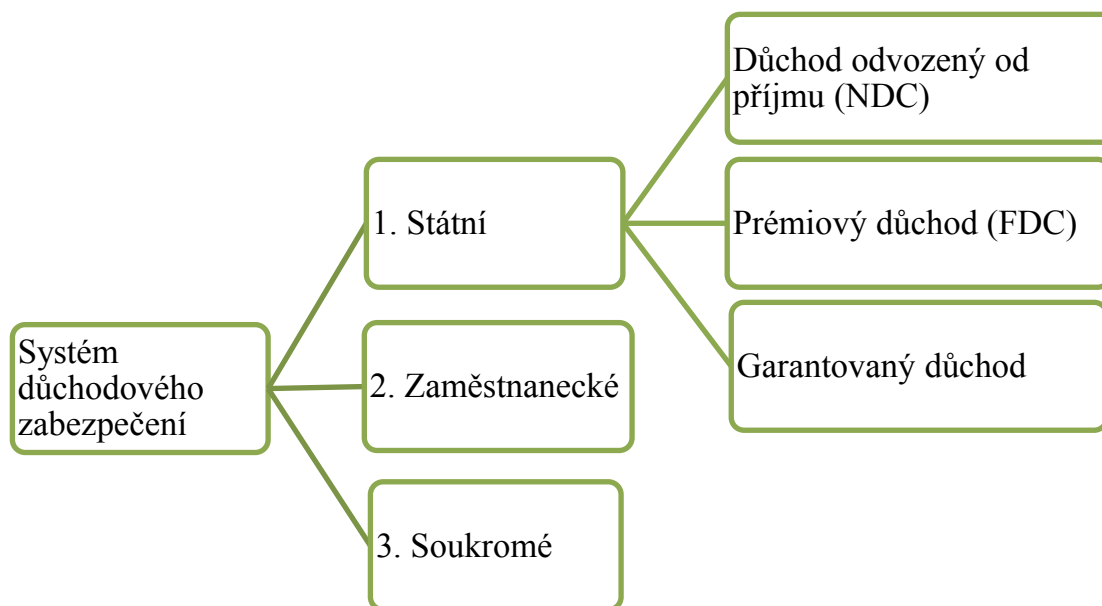 Systém
důchodového
zabezpečení
1. Státní
2. Zaměstnanecké
3. Soukromé
Důchod odvozený od
příjmu (NDC)
Prémiový důchod (FDC)
Garantovaný důchod